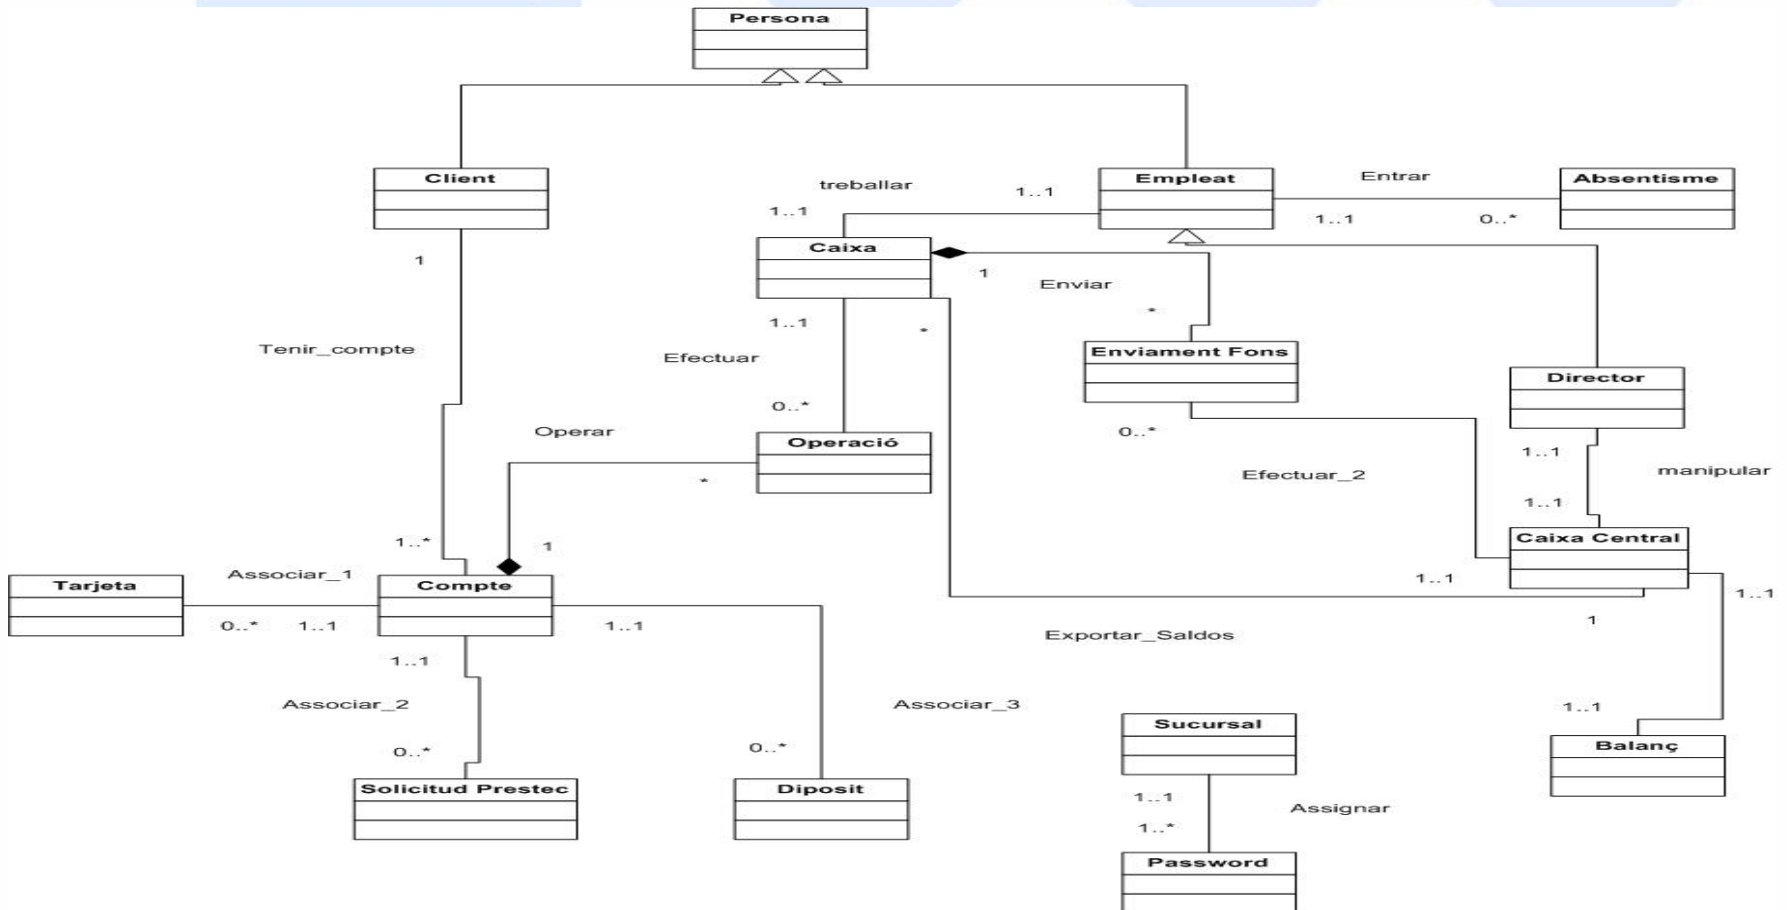 Persona
Client
treballar
1..1
Empleat
Entrar
Absentisme
1..1
1..1
0..*
Caixa
1
1
Enviar
*
1..1
*
Tenir_compte
Efectuar
Enviament Fons
Director
0..*
Operar
Operació
0..*
1..1
*
Efectuar_2
manipular
1..1
1..*
1
Caixa Central
Tarjeta
Associar_1
Compte
1..1
1..1
0..*
1..1
1..1
1
Exportar_Saldos
1..1
Associar_2
Associar_3
1..1
0..*
0..*
Sucursal
Balanç
Solicitud Prestec
Diposit
1..1
Assignar
1..*
Password